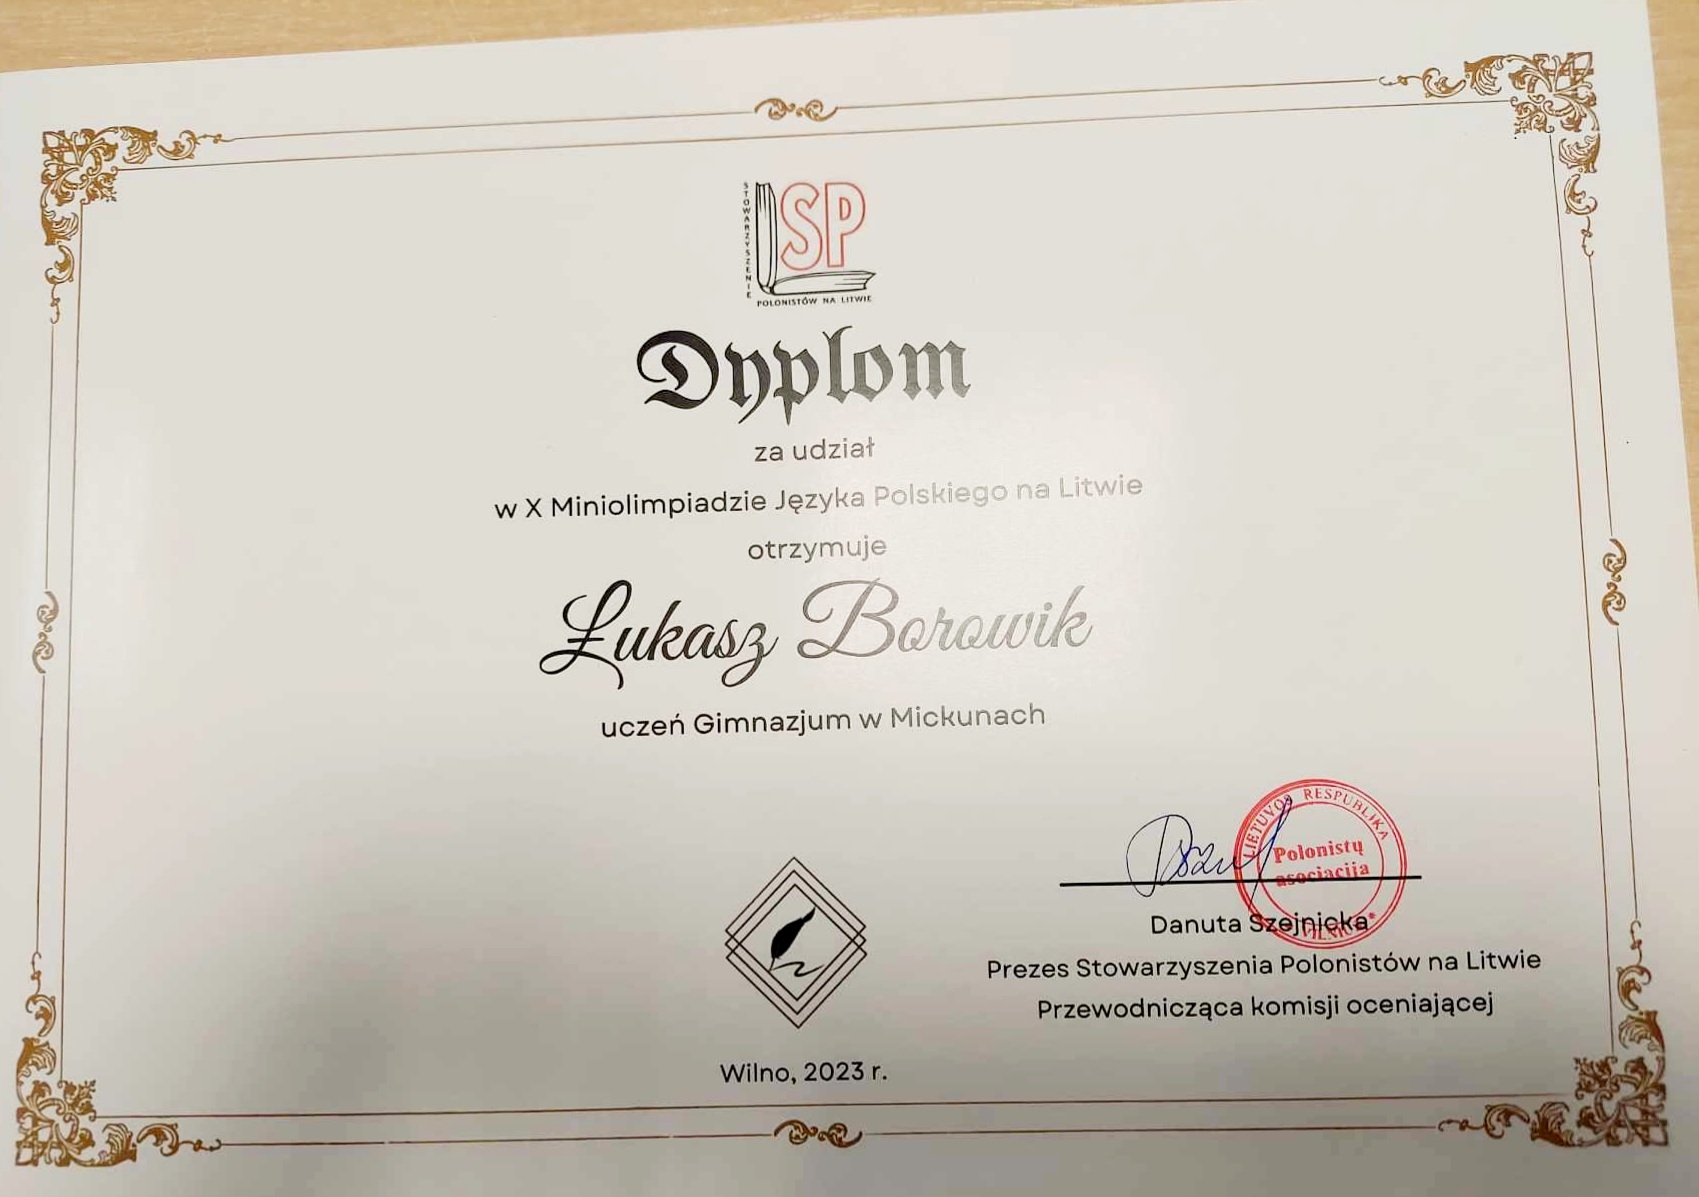 STOWARZYSZENIE
SP
POLONISTÓW NA LITWIE
Dyplom
za udział
w X Miniolimpiadzie Języka Polskiego na Litwie
otrzymuje
Łukasz Borowik
uczeń Gimnazjum w Mickunach
LIETUVOS RESPUBLIKA
Polonistų
asociacija
VILNIUS
Danuta Szejnicka
Prezes Stowarzyszenia Polonistów na Litwie
Przewodnicząca komisji oceniającej
Wilno, 2023 r.